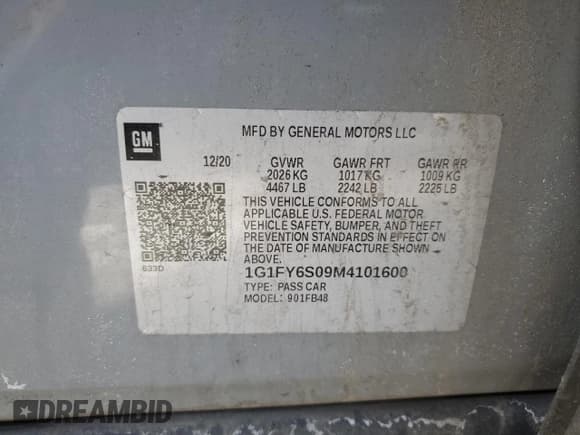 GM
MFD BY GENERAL MOTORS LLC
12/20 GVWR GAWR FRT GAWR RR
2026 KG 1017 KG 1009 KG
4467 LB 2242 LB 2225 LB
THIS VEHICLE CONFORMS TO ALL
APPLICABLE U.S. FEDERAL MOTOR
VEHICLE SAFETY, BUMPER, AND THEFT
PREVENTION STANDARDS IN EFFECT ON
THE DATE OF MANUFACTURE SHOWN
ABOVE.
633D
1G1FY6S09M4101600
TYPE: PASS CAR
MODEL: 901FB48
DREAMBID